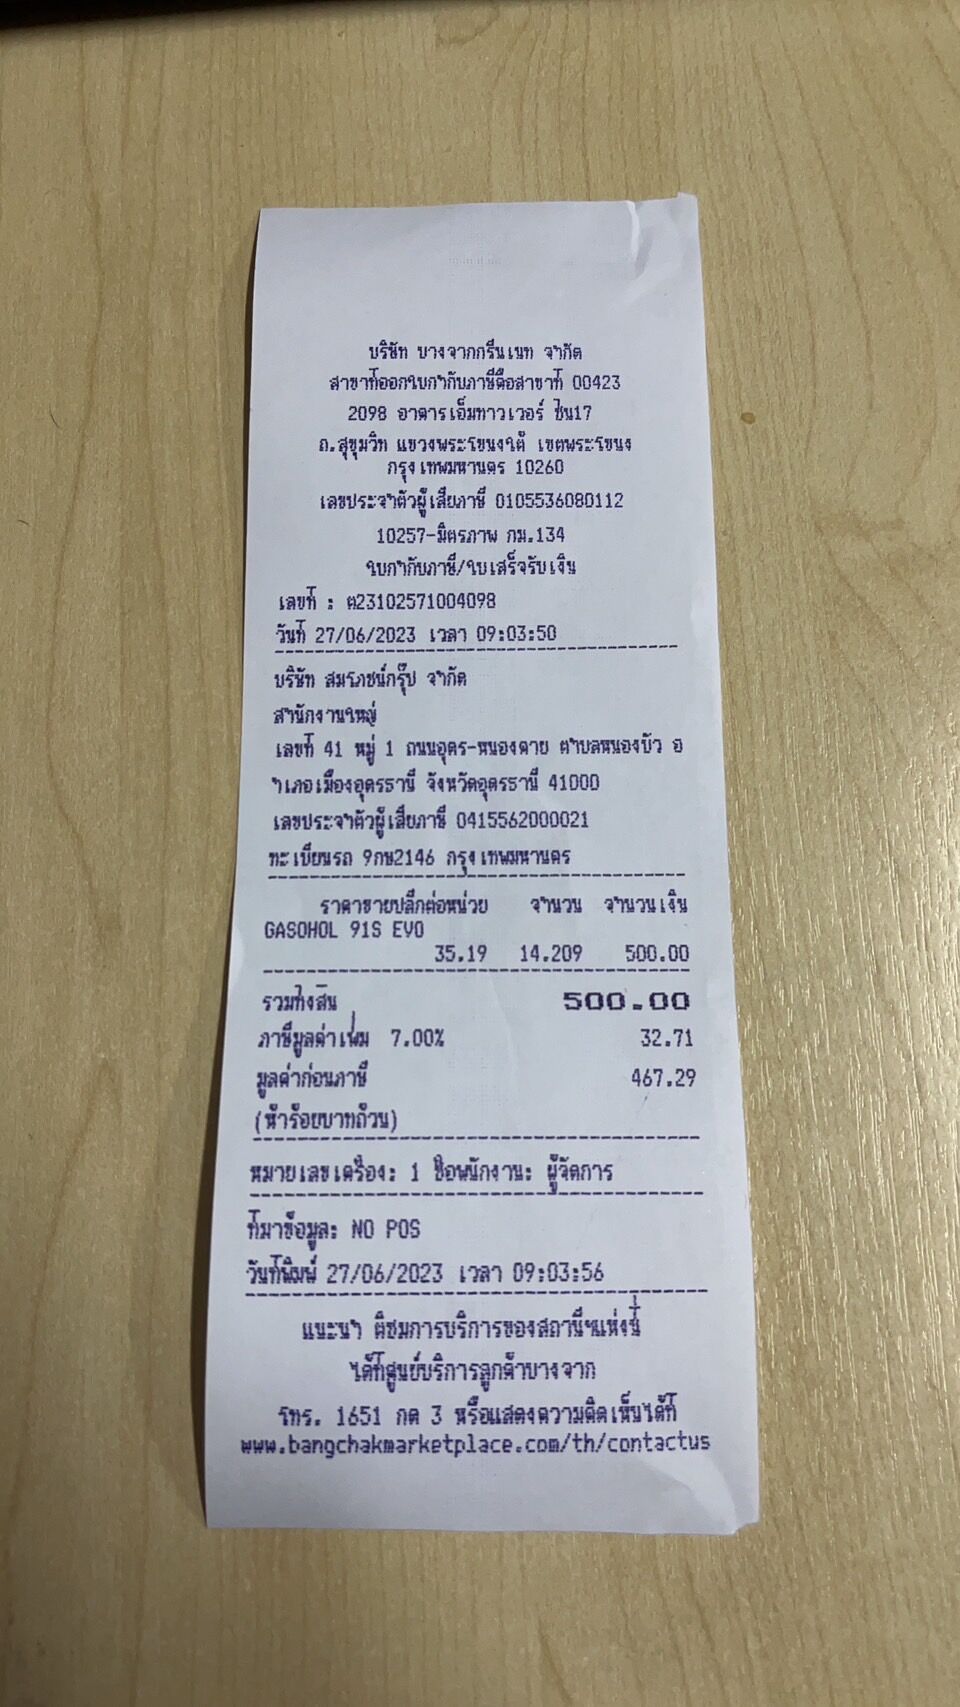 บริษัท บางจากกรีนเนท จำกัด
สาขาที่ออกใบกำกับภาษีคือสาขาที่ 00423
2098 อาคารเอ็มทาวเวอร์ ชั้น17
ถ.สุขุมวิท แขวงพระโขนงใต้ เขตพระโขนง
กรุงเทพมหานคร 10260
เลขประจำตัวผู้เสียภาษี 0105536080112
10257-มิตรภาพ กม.134
ใบกำกับภาษี/ใบเสร็จรับเงิน
เลขที่ : ต23102571004098
วันที่ 27/06/2023 เวลา 09:03:50
บริษัท สมโภชน์กรุ๊ป จำกัด
สำนักงานใหญ่
เลขที่ 41 หมู่ 1 ถนนอุดร-หนองคาย ตำบลหนองบัว อ
ำเภอเมืองอุดรธานี จังหวัดอุดรธานี 41000
เลขประจำตัวผู้เสียภาษี 0415562000021
ทะเบียนรถ 9กษ2146 กรุงเทพมหานคร
ราคาขายปลีกต่อหน่วย จำนวน จำนวนเงิน
GASOHOL 91S EVO
35.19 14.209 500.00
รวมทั้งสิ้น 500.00
ภาษีมูลค่าเพิ่ม 7.00% 32.71
มูลค่าก่อนภาษี 467.29
(ห้าร้อยบาทถ้วน)
หมายเลขเครื่อง: 1 ชื่อพนักงาน: ผู้จัดการ
ที่มาข้อมูล: NO POS
วันที่พิมพ์ 27/06/2023 เวลา 09:03:56
แนะนำ ติชมการบริการของสถานีฯแห่งนี้
ได้ที่ศูนย์บริการลูกค้าบางจาก
โทร. 1651 กด 3 หรือแสดงความคิดเห็นได้ที่
www.bangchakmarketplace.com/th/contactus